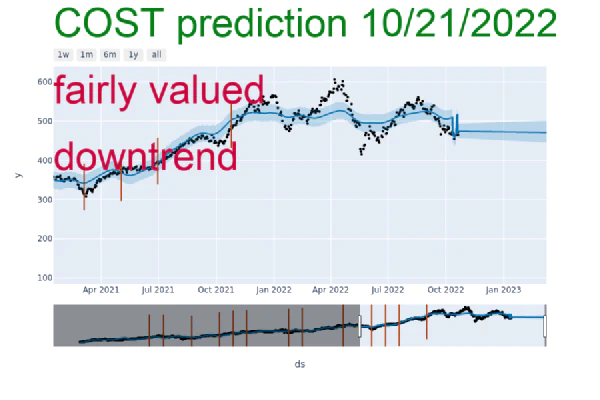 COST prediction 10/21/2022
1w 1m 6m 1y all
600
fairly valued
500
downtrend
400
y
300
200
100
Apr 2021 Jul 2021 Oct 2021 Jan 2022 Apr 2022 Jul 2022 Oct 2022 Jan 2023
ds